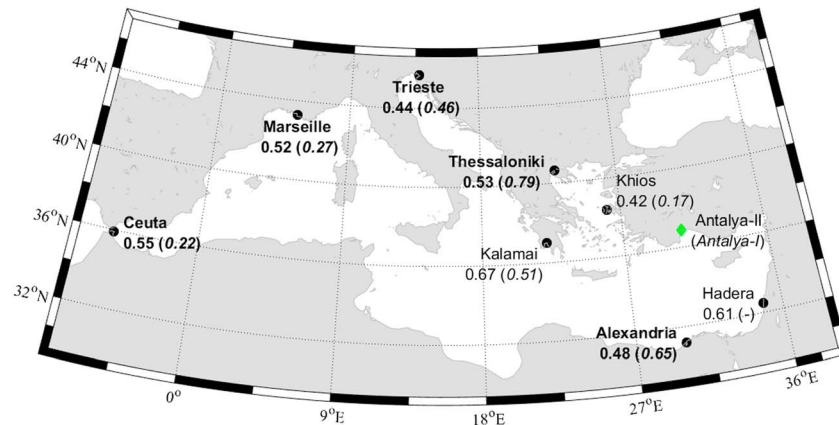 44°N
40°N
36°N
32°N
Trieste
0.44 (0.46)
Marseille
0.52 (0.27)
Thessaloniki
0.53 (0.79)
Khios
0.42 (0.17)
Ceuta
0.55 (0.22)
Kalamai
0.67 (0.51)
Antalya-II
(Antalya-I)
Hadera
0.61 (-)
Alexandria
0.48 (0.65)
0°
9°E
18°E
27°E
36°E